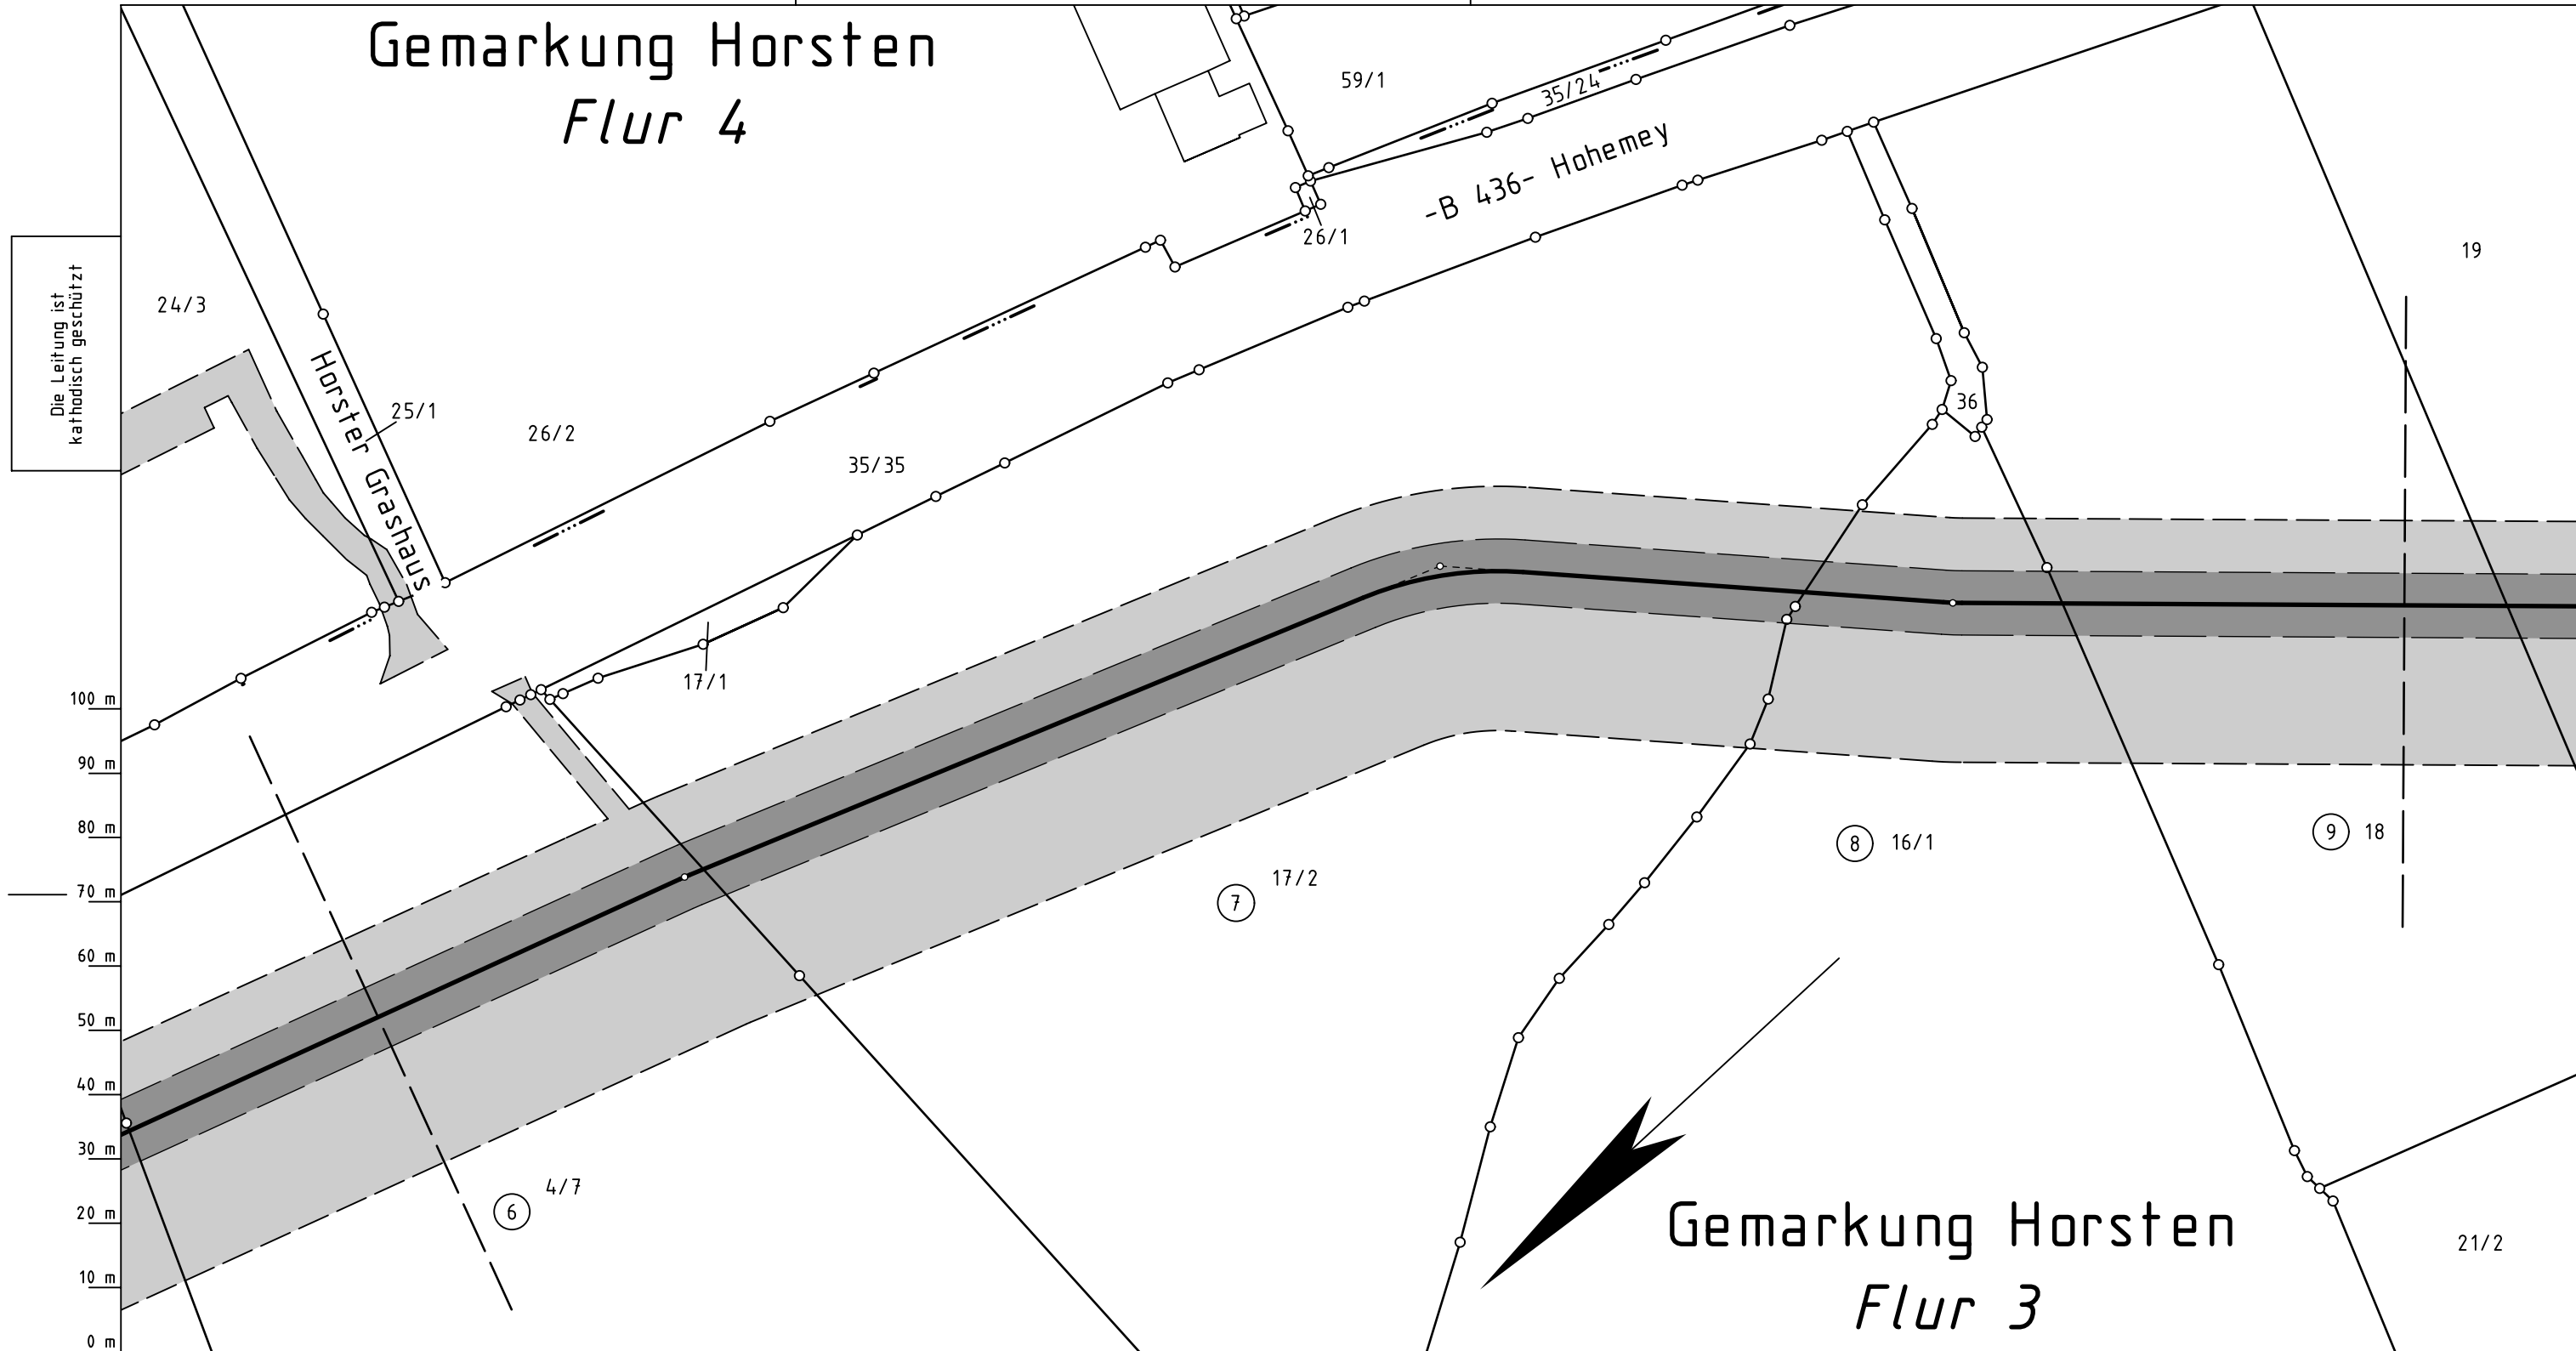 Gemarkung Horsten
Flur 4
59/1
35/24
-B 436- Hohemey
26/1
19
24/3
Die Leitung ist
kathodisch geschützt
Horster Grashaus
25/1
26/2
35/35
36
17/1
100 m
90 m
80 m
70 m
60 m
50 m
40 m
30 m
20 m
10 m
0 m
7 17/2
8 16/1
9 18
6 4/7
Gemarkung Horsten
Flur 3
21/2